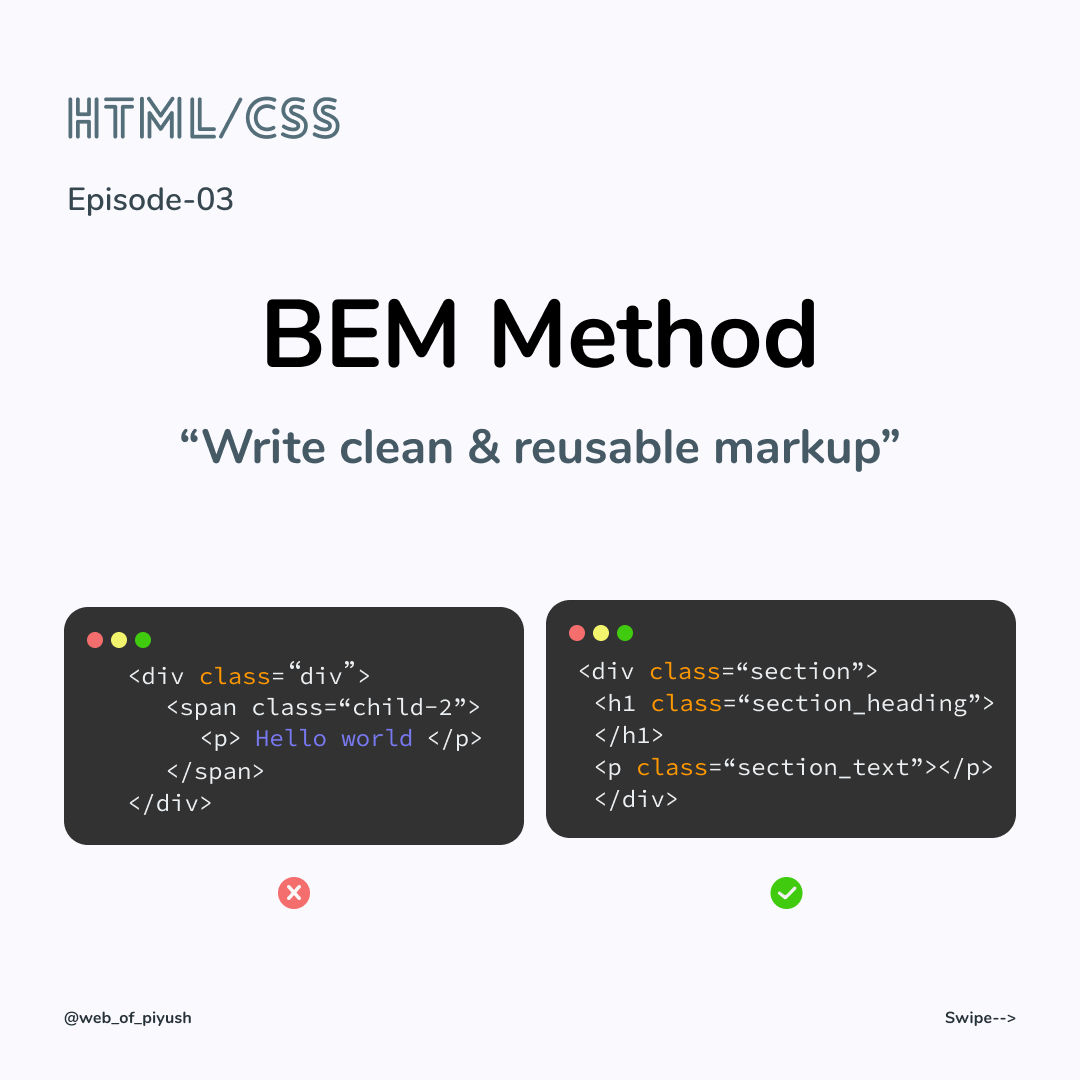 HTML/CSS
Episode-03
BEM Method
“Write clean & reusable markup”
<div class=“div”>
<span class=“child-2”>
<p> Hello world </p>
</span>
</div>
<div class=“section”>
<h1 class=“section_heading”>
</h1>
<p class=“section_text”></p>
</div>
@web_of_piyush
Swipe-->